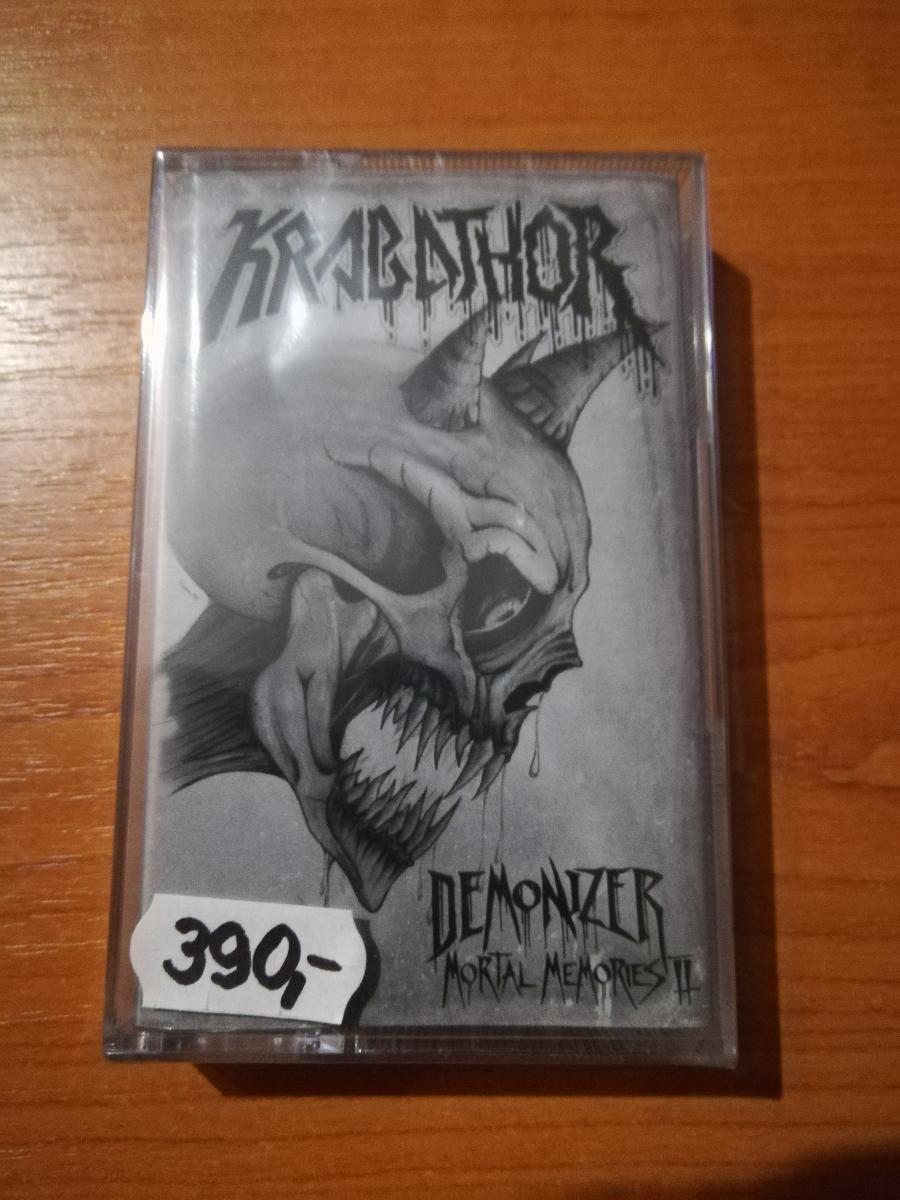 KRABATHOR
DEMONIZER
MORTAL MEMORIES II
390,-